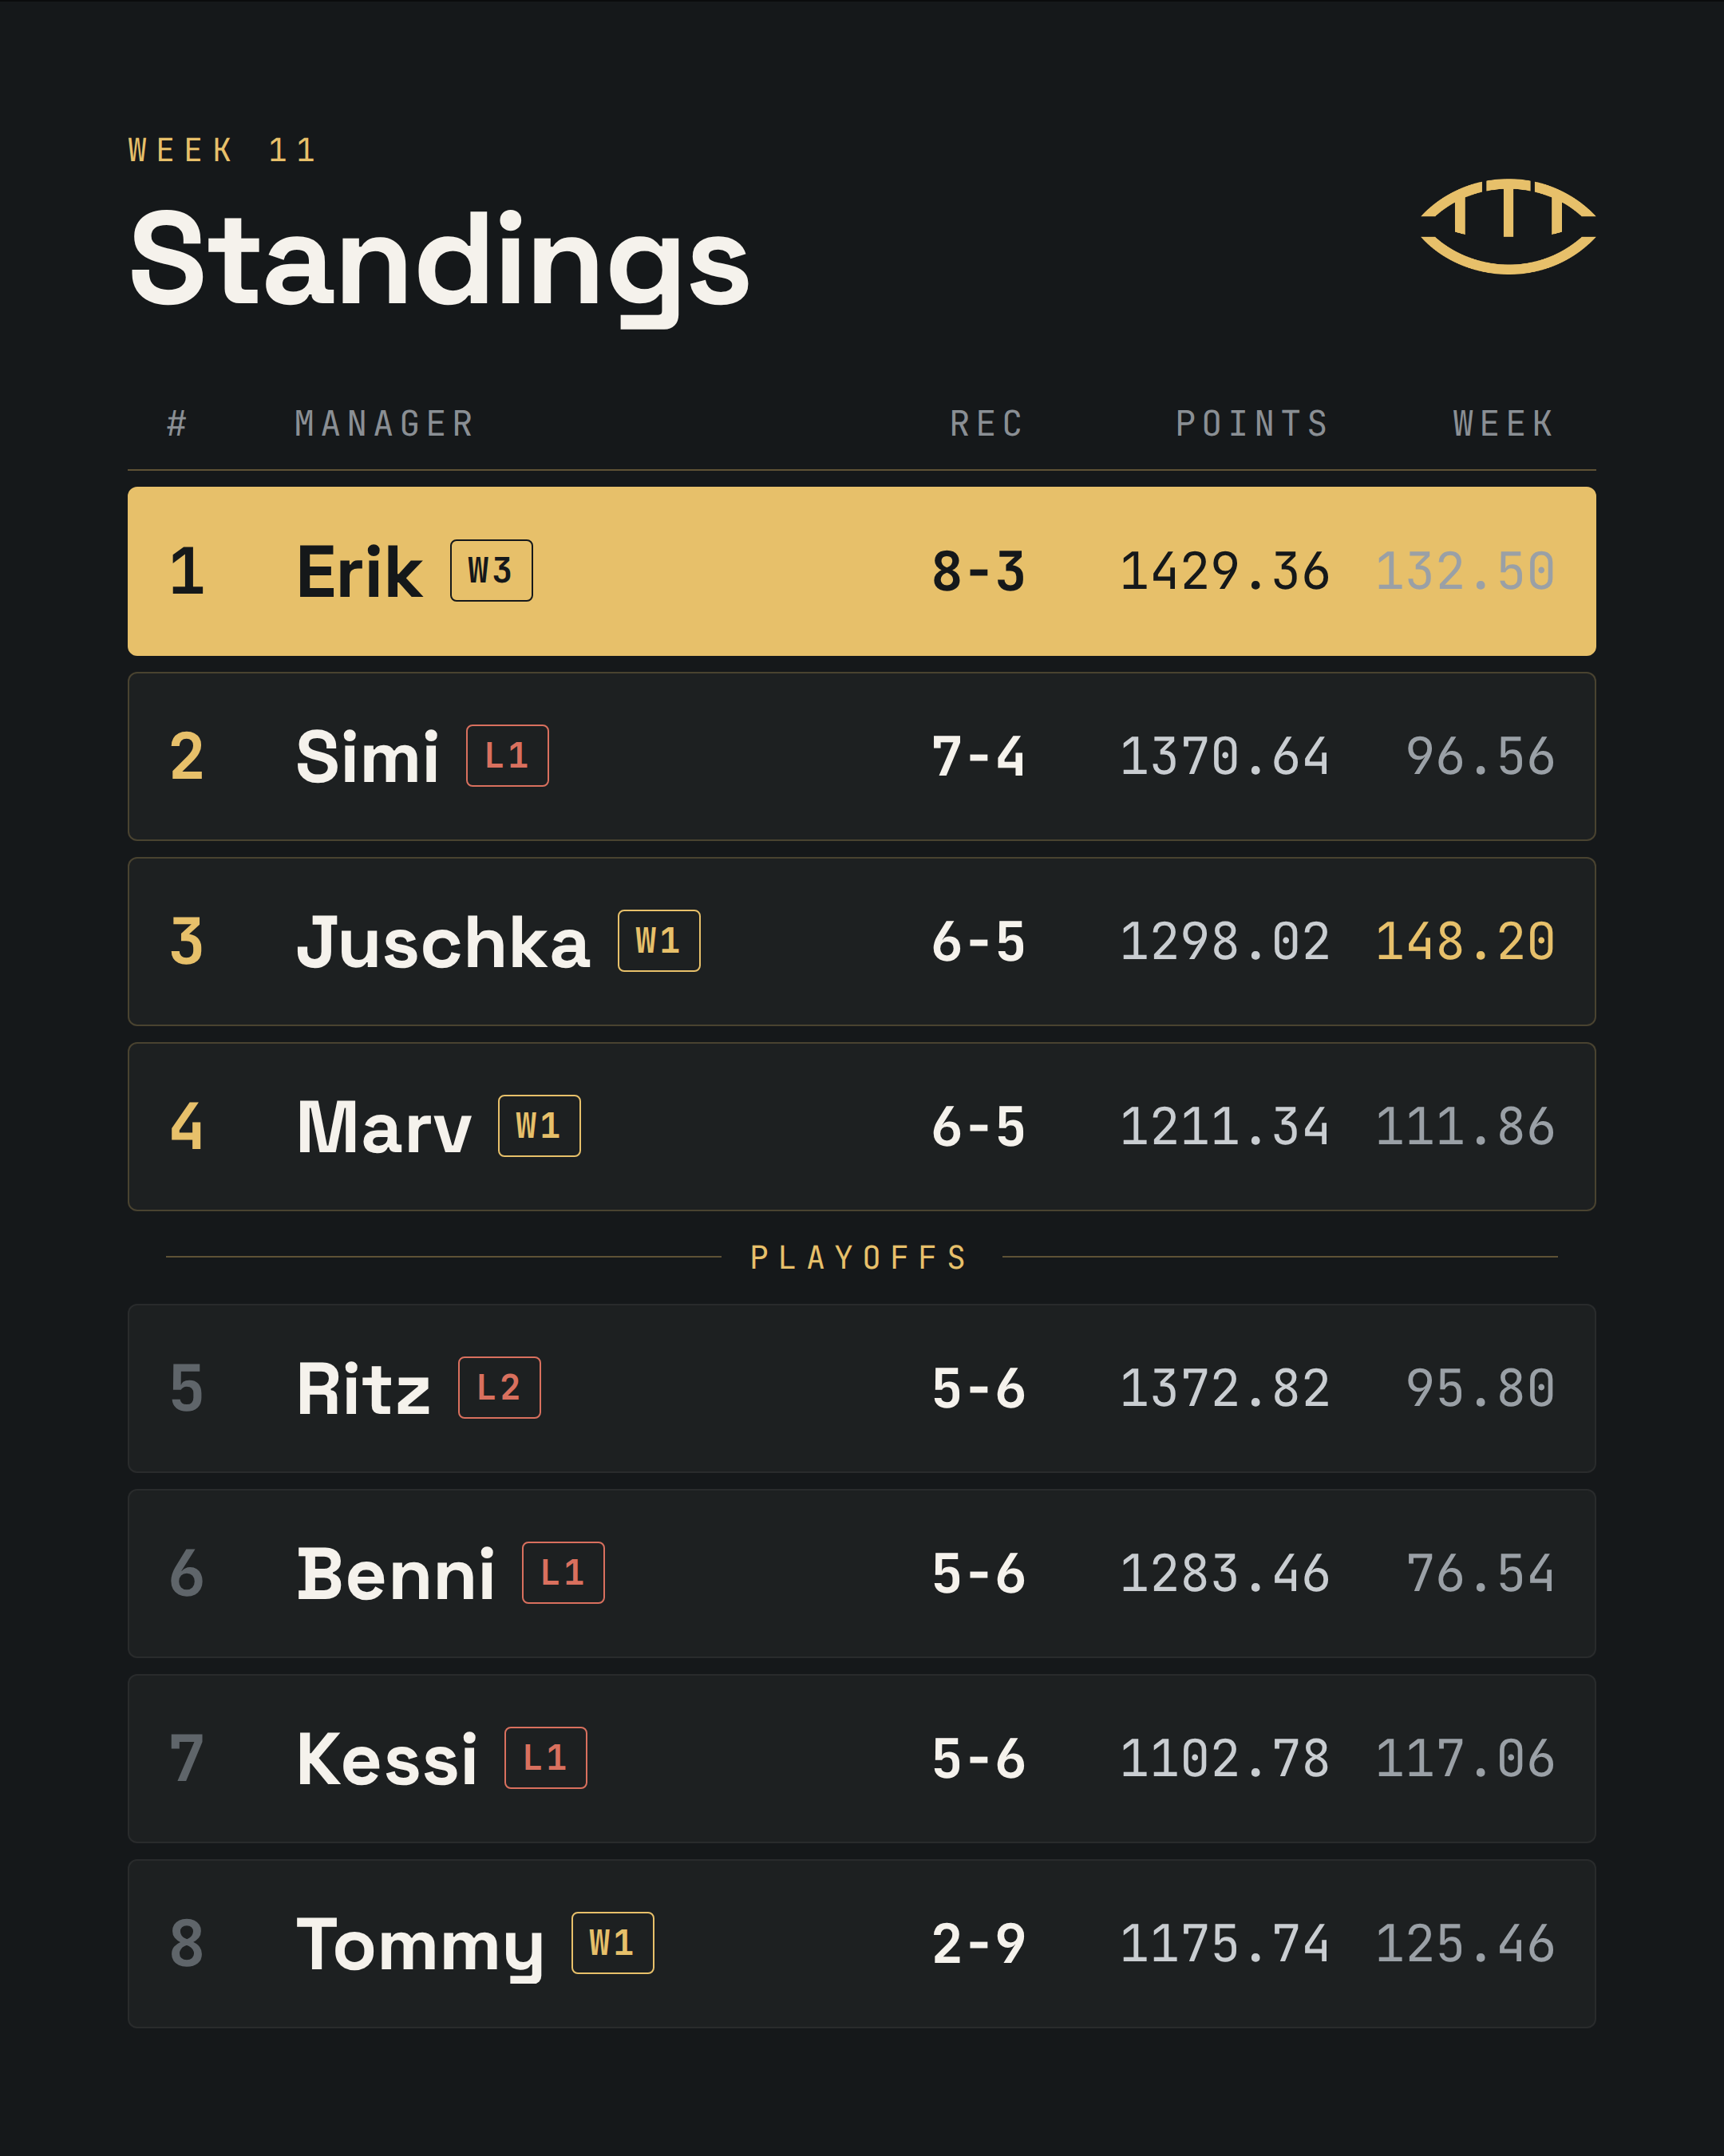 WEEK 11
Standings
# MANAGER REC POINTS WEEK
1 Erik W3 8-3 1429.36 132.50
2 Simi L1 7-4 1370.64 96.56
3 Juschka W1 6-5 1298.02 148.20
4 Marv W1 6-5 1211.34 111.86
PLAYOFFS
5 Ritz L2 5-6 1372.82 95.80
6 Benni L1 5-6 1283.46 76.54
7 Kessi L1 5-6 1102.78 117.06
8 Tommy W1 2-9 1175.74 125.46